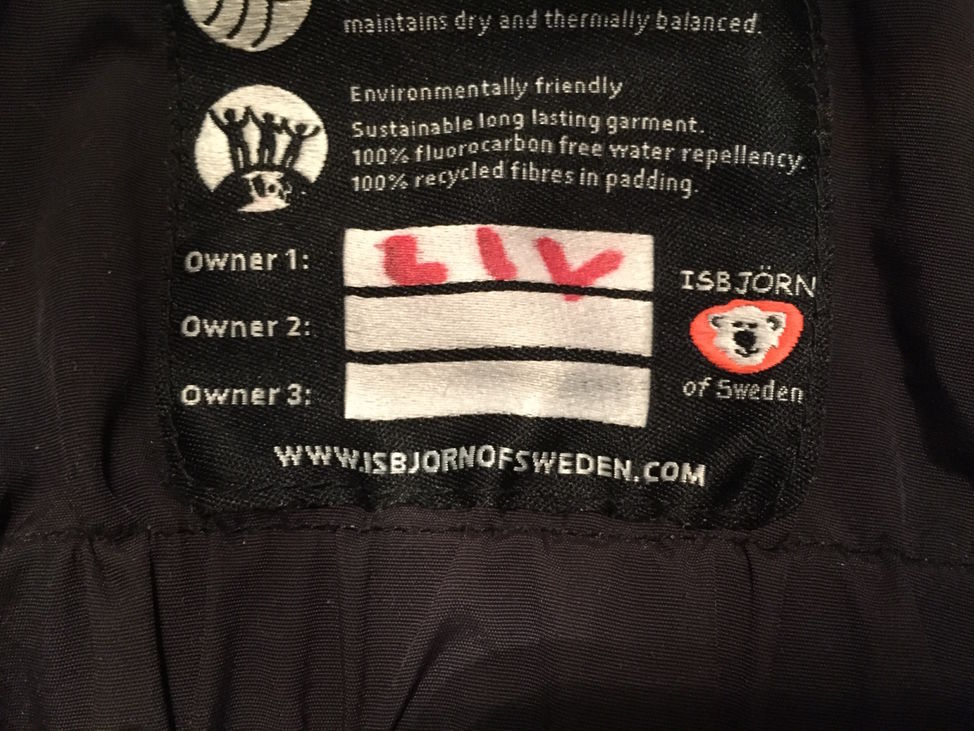 maintains dry and thermally balanced.
Environmentally friendly
Sustainable long lasting garment.
100% fluorocarbon free water repellency.
100% recycled fibres in padding.
Owner 1: LIV
Owner 2:
Owner 3:
ISBJÖRN
of Sweden
WWW.ISBJORNOFSWEDEN.COM